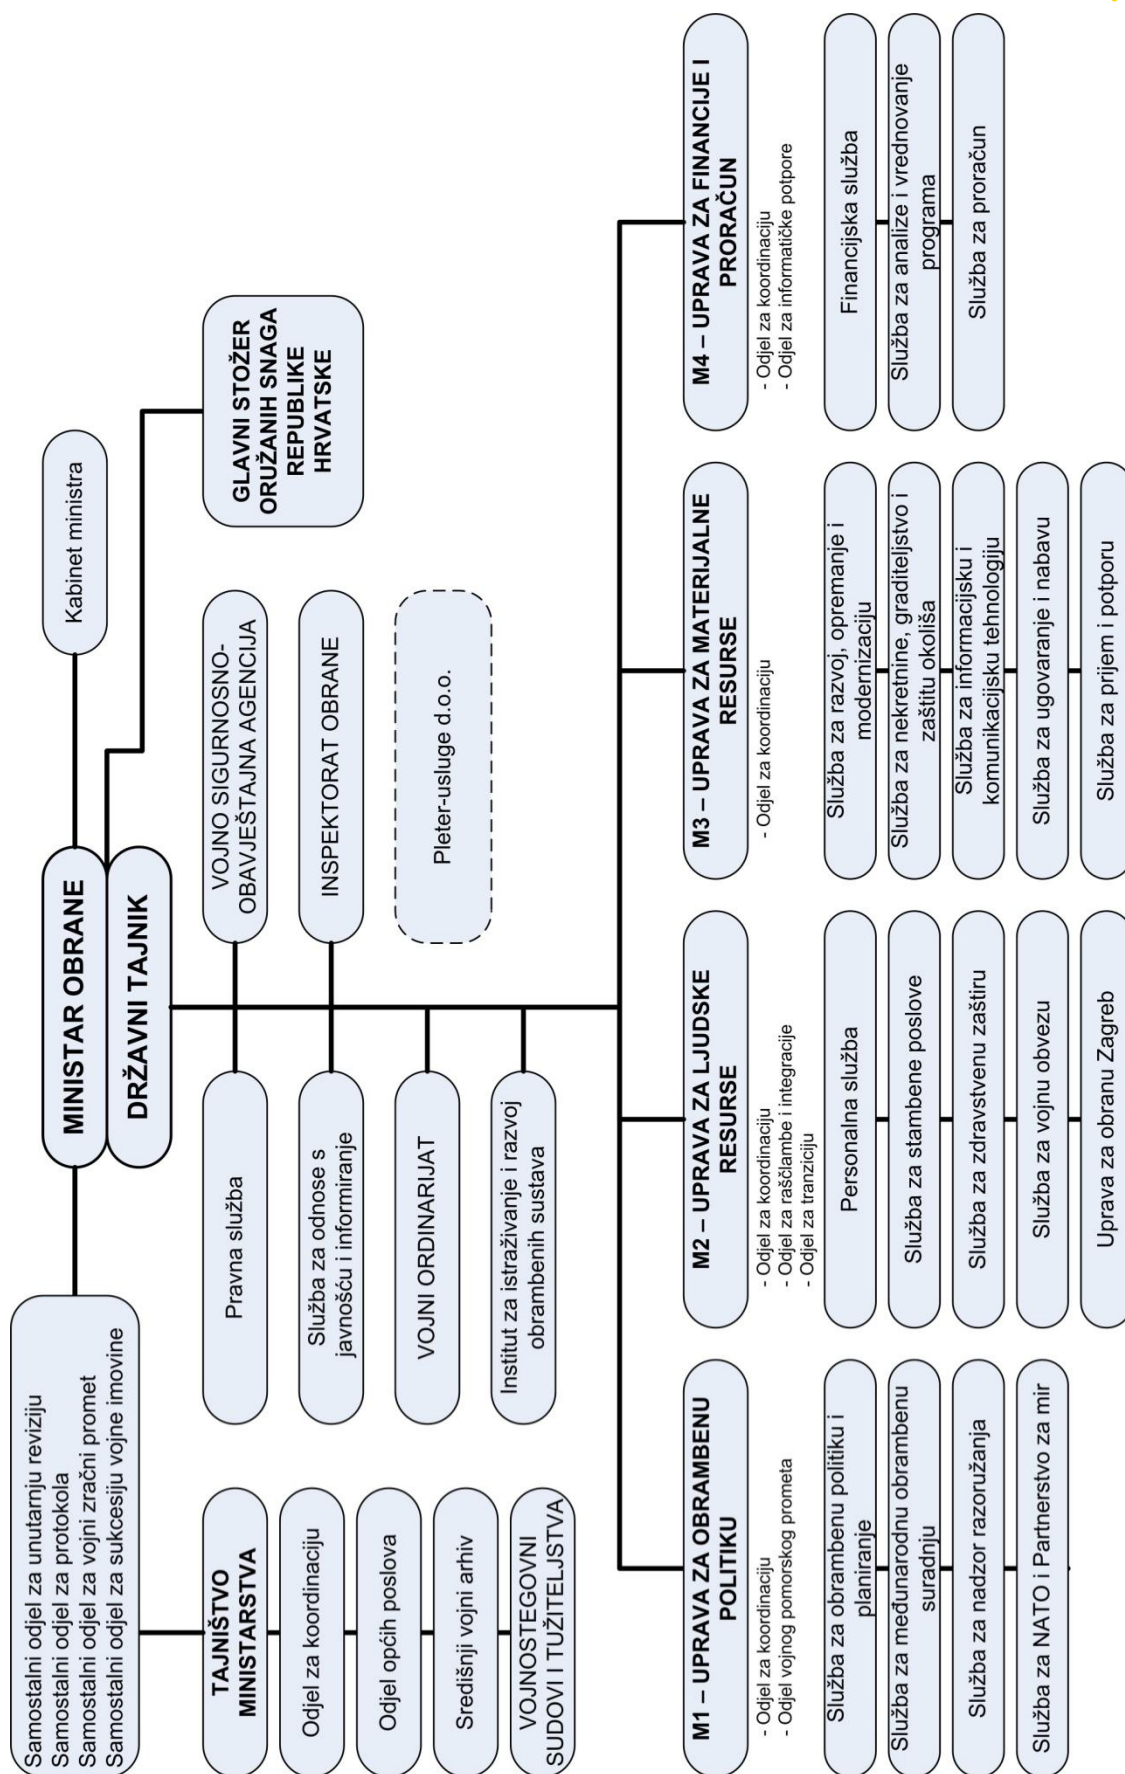 Samostalni odjel za unutarnju reviziju
Samostalni odjel za protokola
Samostalni odjel za vojni zračni promet
Samostalni odjel za sukcesiju vojne imovine
MINISTAR OBRANE
DRŽAVNI TAJNIK
Kabinet ministra
TAJNIŠTVO
MINISTARSTVA
Odjel za koordinaciju
Odjel općih poslova
Središnji vojni arhiv
VOJNOSTEGOVNI
SUDOVI I TUŽITELJSTVA
Pravna služba
Služba za odnose s
javnošću i informiranje
VOJNI ORDINARIJAT
Institut za istraživanje i razvoj
obrambenih sustava
VOJNO SIGURNOSNO-
OBAVJEŠTAJNA AGENCIJA
INSPEKTORAT OBRANE
Pleter-usluge d.o.o.
GLAVNI STOŽER
ORUŽANIH SNAGA
REPUBLIKE
HRVATSKE
M1 – UPRAVA ZA OBRAMBENU
POLITIKU
- Odjel za koordinaciju
- Odjel vojnog pomorskog prometa
Služba za obrambenu politiku i
planiranje
Služba za međunarodnu obrambenu
suradnju
Služba za nadzor razoružanja
Služba za NATO i Partnerstvo za mir
M2 – UPRAVA ZA LJUDSKE
RESURSE
- Odjel za koordinaciju
- Odjel za raščlambe i integracije
- Odjel za tranziciju
Personalna služba
Služba za stambene poslove
Služba za zdravstvenu zaštiru
Služba za vojnu obvezu
Uprava za obranu Zagreb
M3 – UPRAVA ZA MATERIJALNE
RESURSE
- Odjel za koordinaciju
Služba za razvoj, opremanje i
modernizaciju
Služba za nekretnine, graditeljstvo i
zaštitu okoliša
Služba za informacijsku i
komunikacijsku tehnologiju
Služba za ugovaranje i nabavu
Služba za prijem i potporu
M4 – UPRAVA ZA FINANCIJE I
PRORAČUN
- Odjel za koordinaciju
- Odjel za informatičke potpore
Financijska služba
Služba za analize i vrednovanje
programa
Služba za proračun